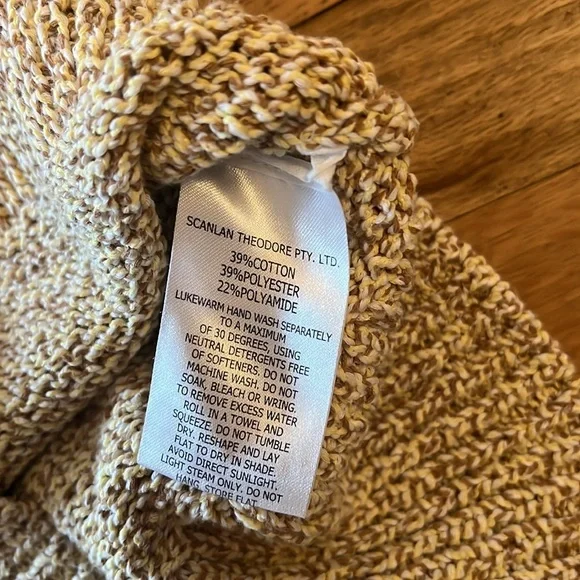 SCANLAN THEODORE PTY. LTD.
39%COTTON
39%POLYESTER
22%POLYAMIDE
LUKEWARM HAND WASH SEPARATELY
TO A MAXIMUM
OF 30 DEGREES, USING
NEUTRAL DETERGENTS FREE
OF SOFTENERS. DO NOT
MACHINE WASH. DO NOT
SOAK, BLEACH OR WRING.
TO REMOVE EXCESS WATER
ROLL IN A TOWEL AND
SQUEEZE. DO NOT TUMBLE
DRY. RESHAPE AND LAY
FLAT TO DRY IN SHADE.
AVOID DIRECT SUNLIGHT.
LIGHT STEAM ONLY. DO NOT
HANG. STORE FLAT